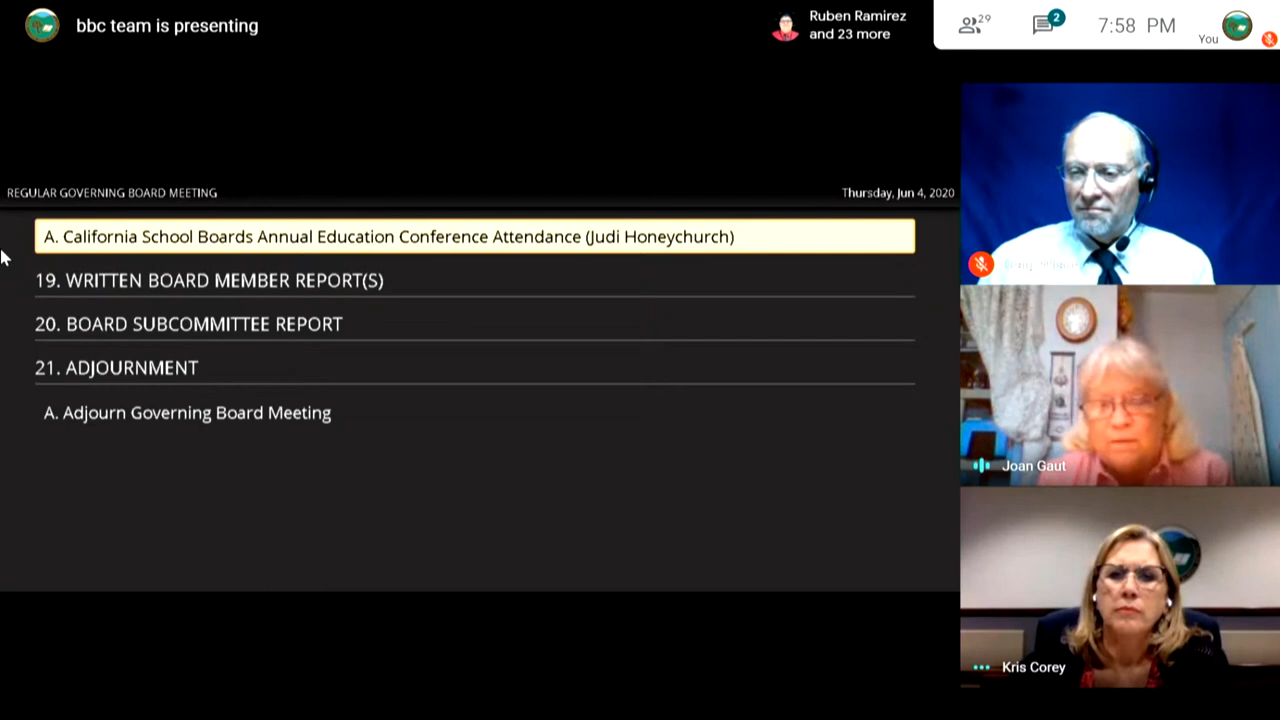 bbc team is presenting
Ruben Ramirez
and 23 more
29
2
7:58 PM
You
REGULAR GOVERNING BOARD MEETING
Thursday, Jun 4, 2020
A. California School Boards Annual Education Conference Attendance (Judi Honeychurch)
19. WRITTEN BOARD MEMBER REPORT(S)
20. BOARD SUBCOMMITTEE REPORT
21. ADJOURNMENT
A. Adjourn Governing Board Meeting
Joan Gaut
Kris Corey